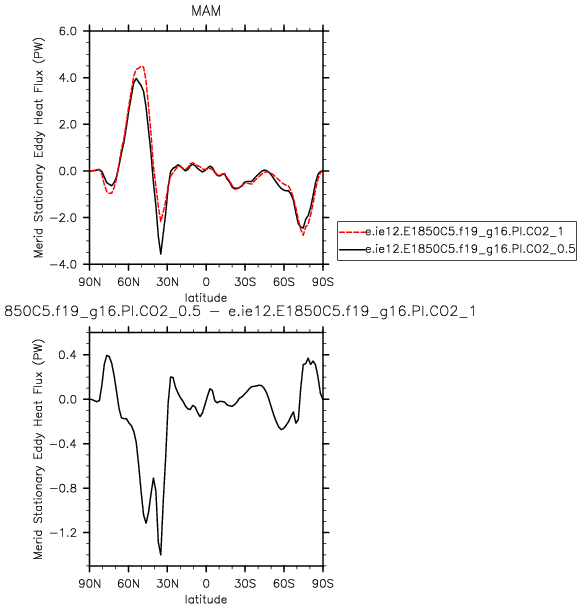 MAM
Merid Stationary Eddy Heat Flux (PW)
6.0
4.0
2.0
0.0
−2.0
−4.0
90N 60N 30N 0 30S 60S 90S
latitude
e.ie12.E1850C5.f19_g16.PI.CO2_1
e.ie12.E1850C5.f19_g16.PI.CO2_0.5
850C5.f19_g16.PI.CO2_0.5 − e.ie12.E1850C5.f19_g16.PI.CO2_1
Merid Stationary Eddy Heat Flux (PW)
0.4
0.0
−0.4
−0.8
−1.2
90N 60N 30N 0 30S 60S 90S
latitude